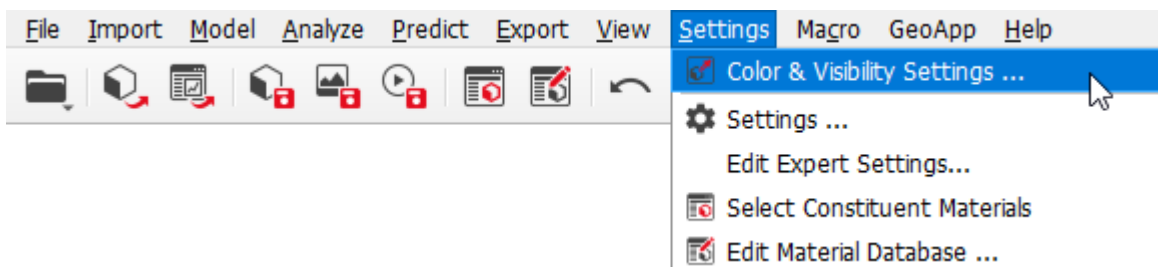 File Import Model Analyze Predict Export View Settings Macro GeoApp Help
Color & Visibility Settings ...
Settings ...
Edit Expert Settings...
Select Constituent Materials
Edit Material Database ...